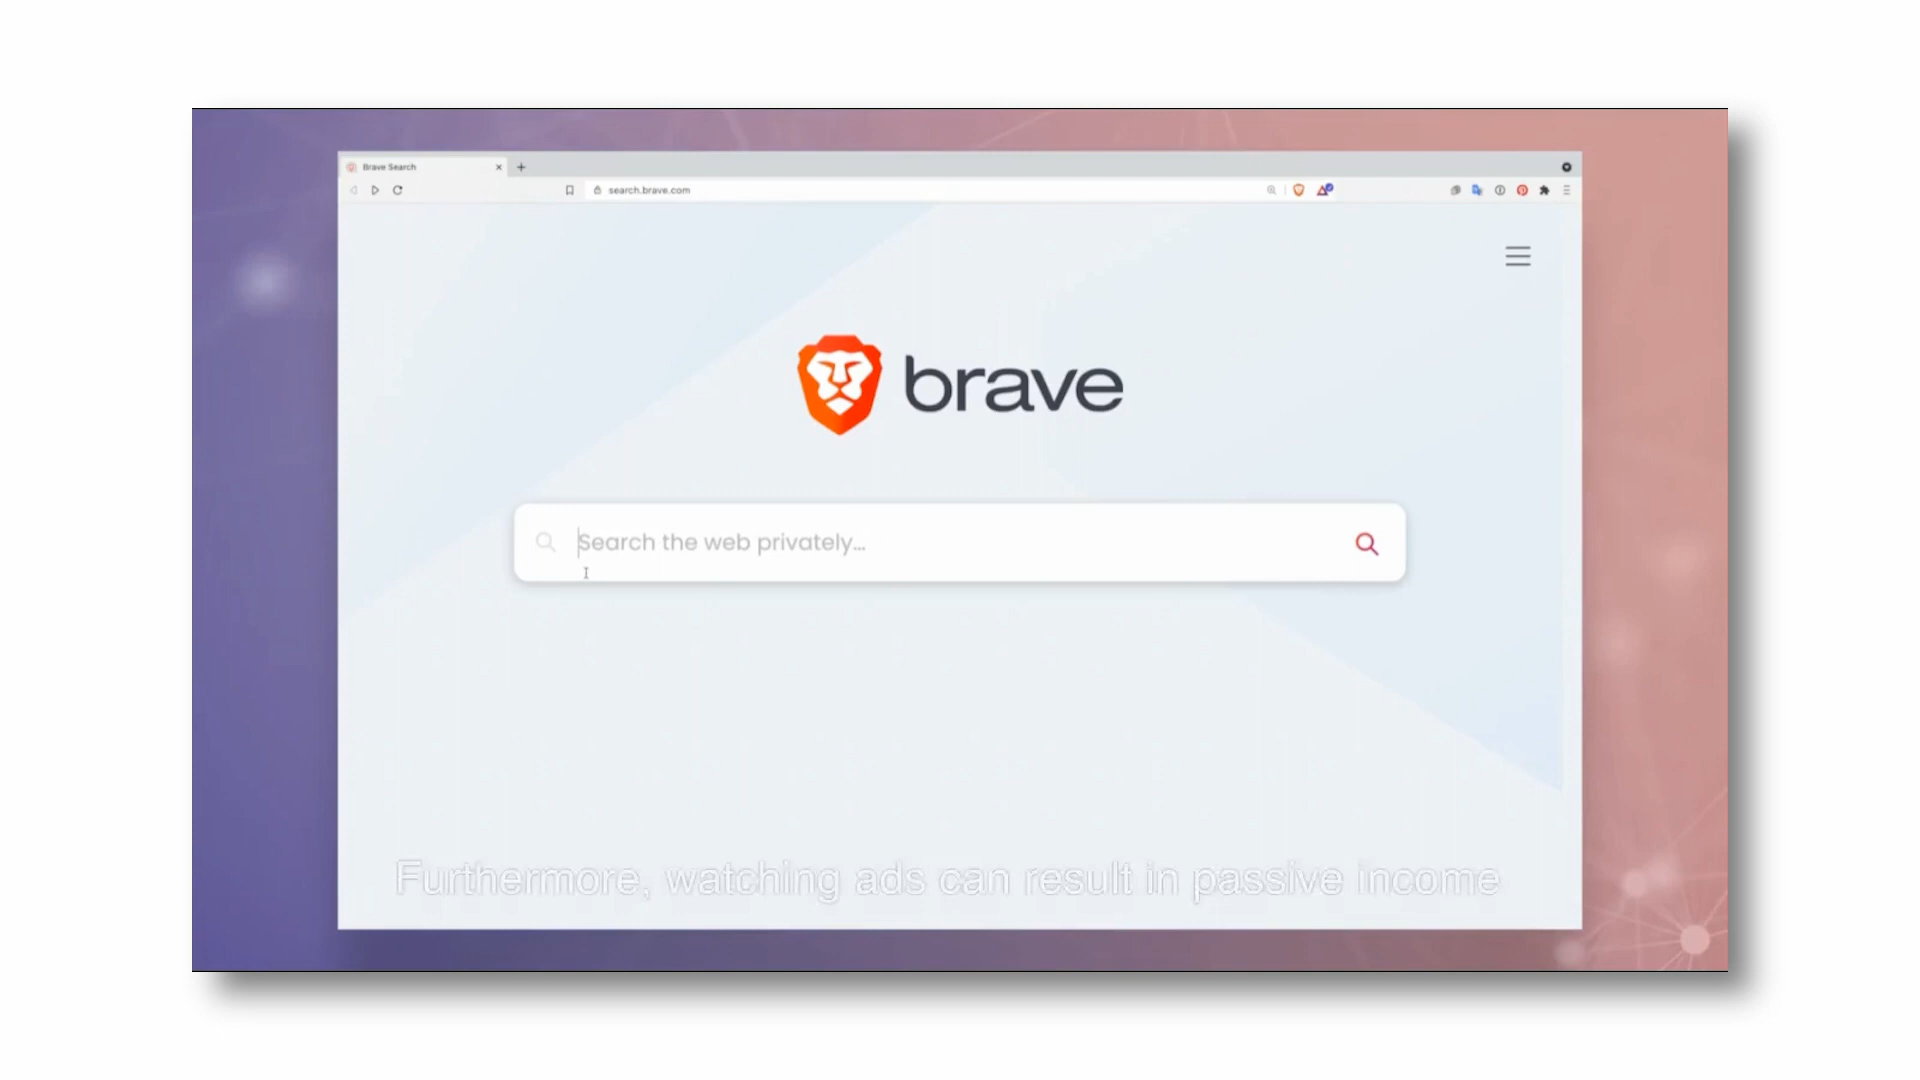 Brave Search
search.brave.com
brave
Search the web privately...
Furthermore, watching ads can result in passive income